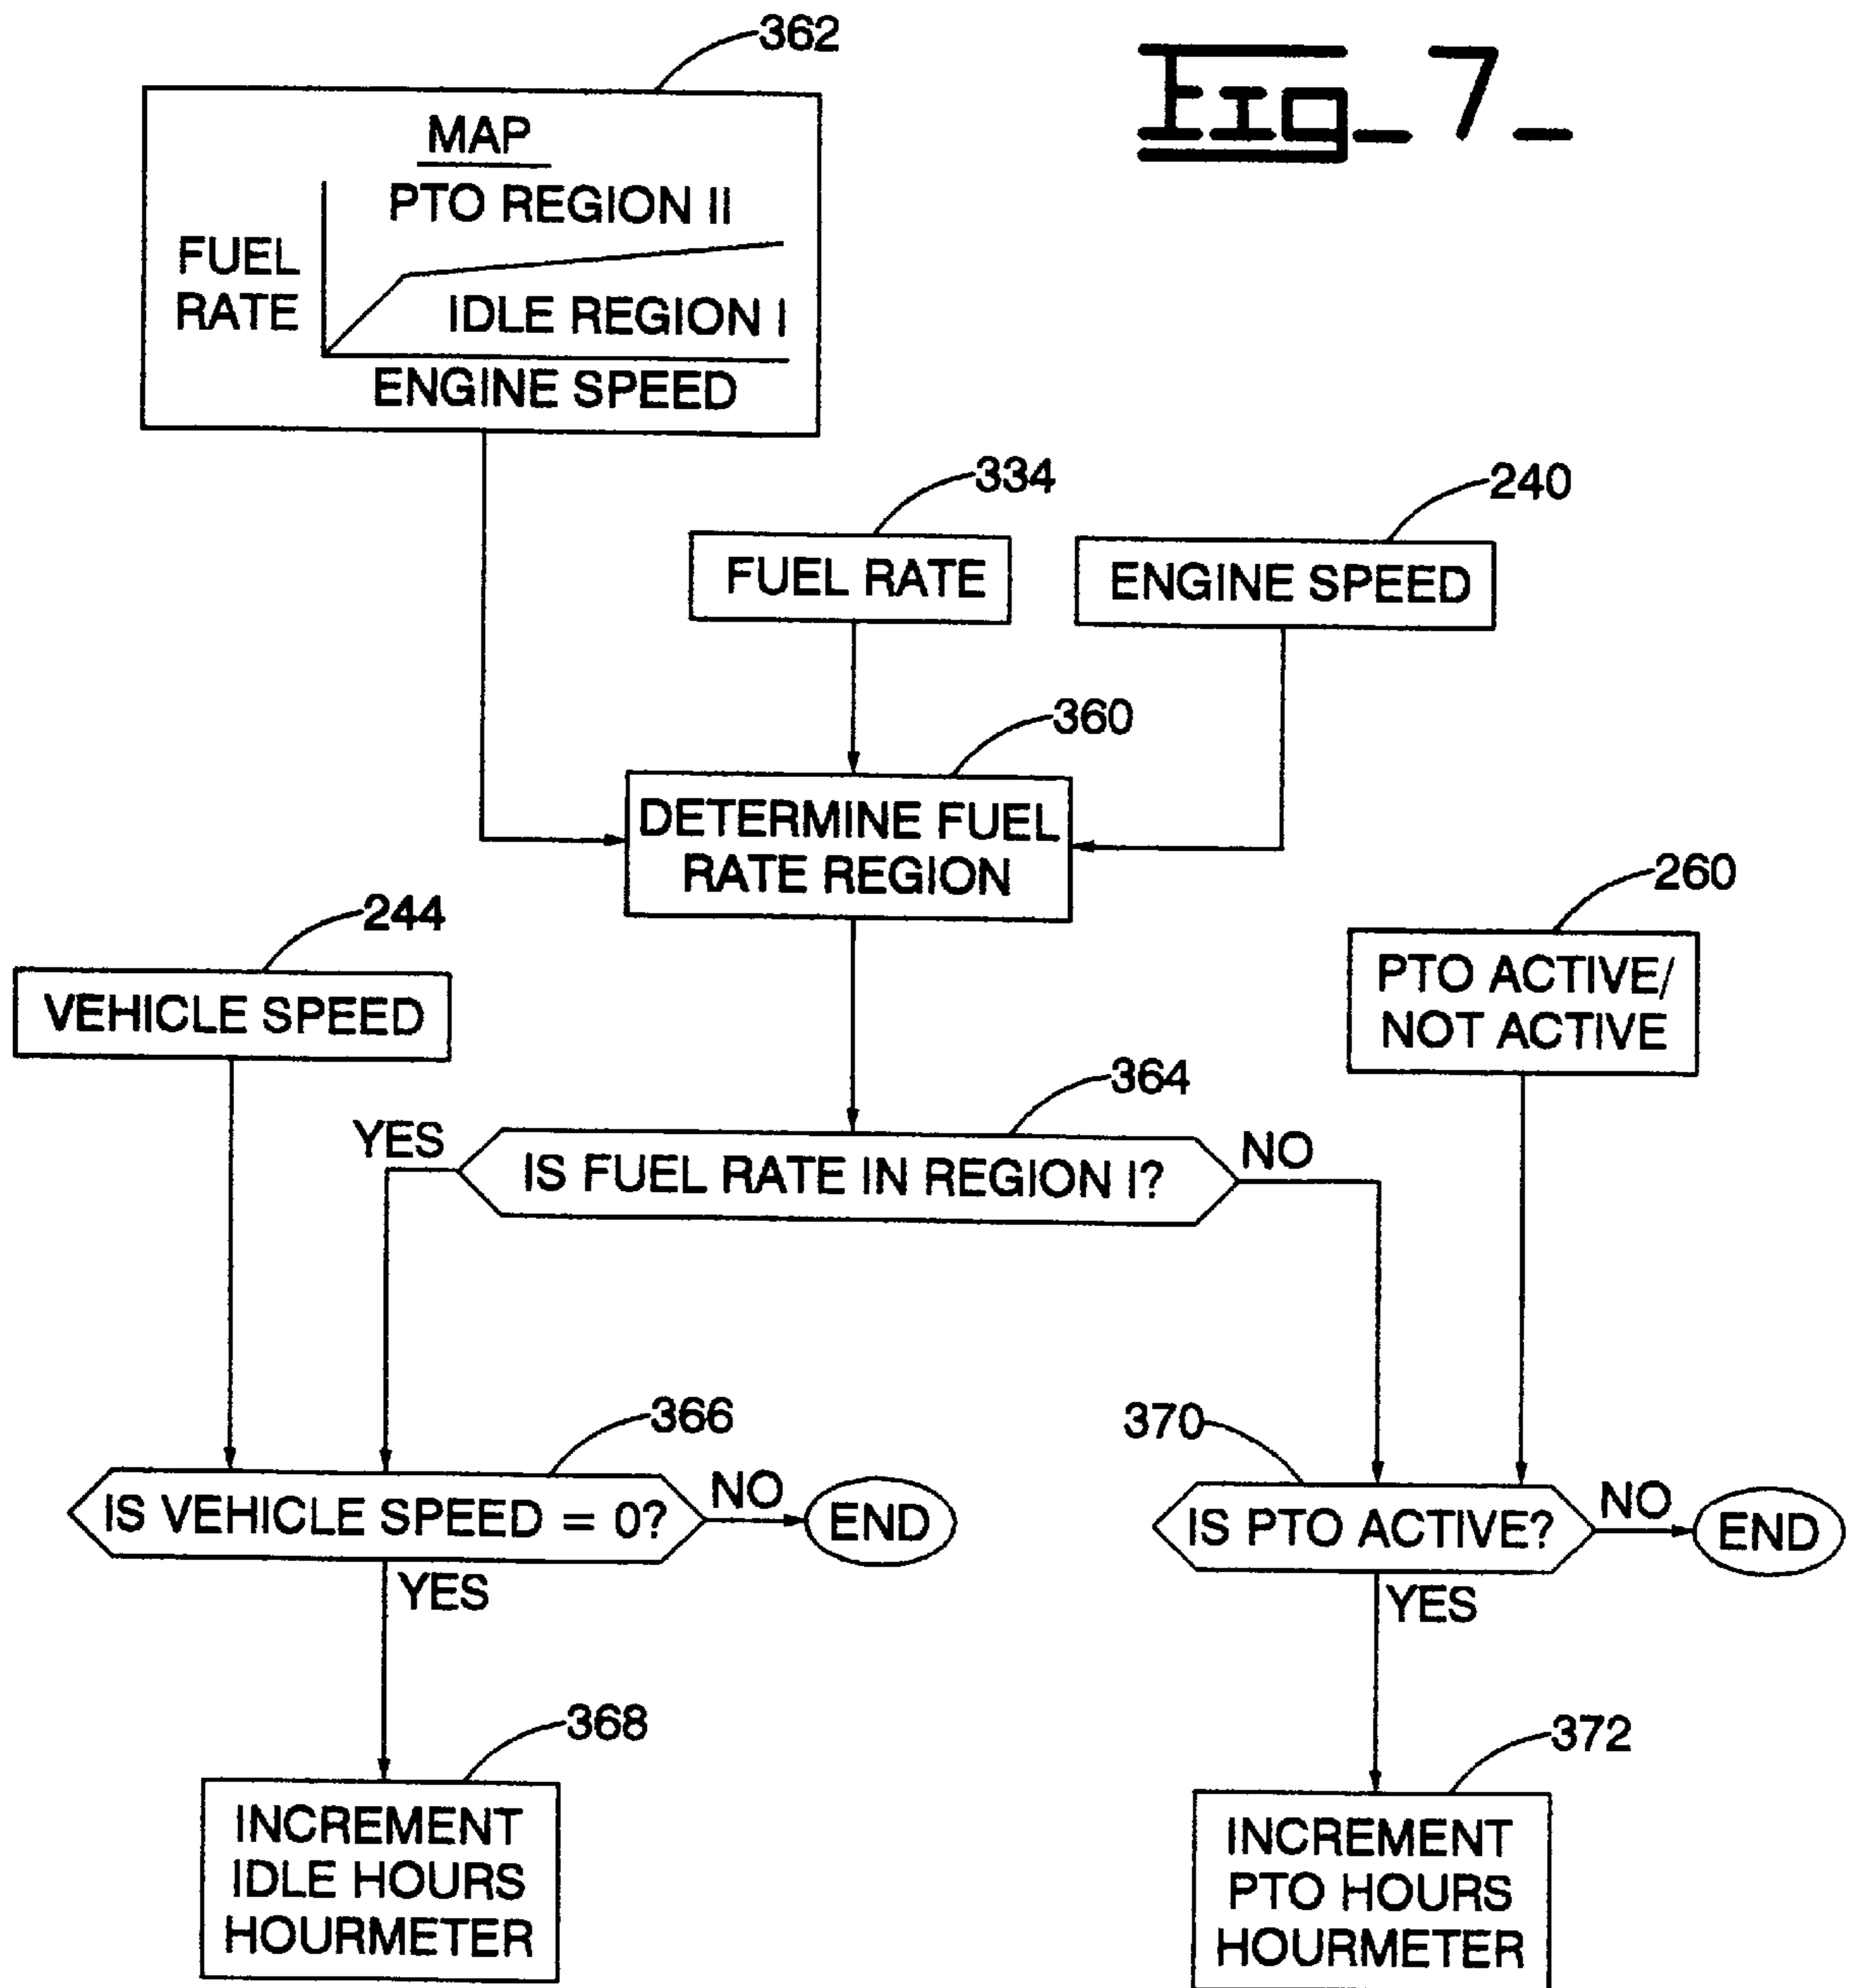 Fig_7_
362
MAP
PTO REGION II
FUEL
RATE
IDLE REGION I
ENGINE SPEED
334
240
FUEL RATE
ENGINE SPEED
360
DETERMINE FUEL
RATE REGION
244
260
VEHICLE SPEED
PTO ACTIVE/
NOT ACTIVE
364
YES
IS FUEL RATE IN REGION I?
NO
366
370
IS VEHICLE SPEED = 0?
NO
END
IS PTO ACTIVE?
NO
END
YES
YES
368
372
INCREMENT
IDLE HOURS
HOURMETER
INCREMENT
PTO HOURS
HOURMETER